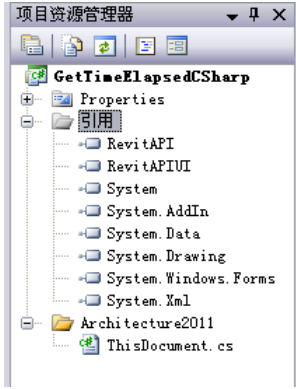 项目资源管理器
GetTimeElapsedCSharp
Properties
引用
RevitAPI
RevitAPIUI
System
System.AddIn
System.Data
System.Drawing
System.Windows.Forms
System.Xml
Architecture2011
ThisDocument.cs